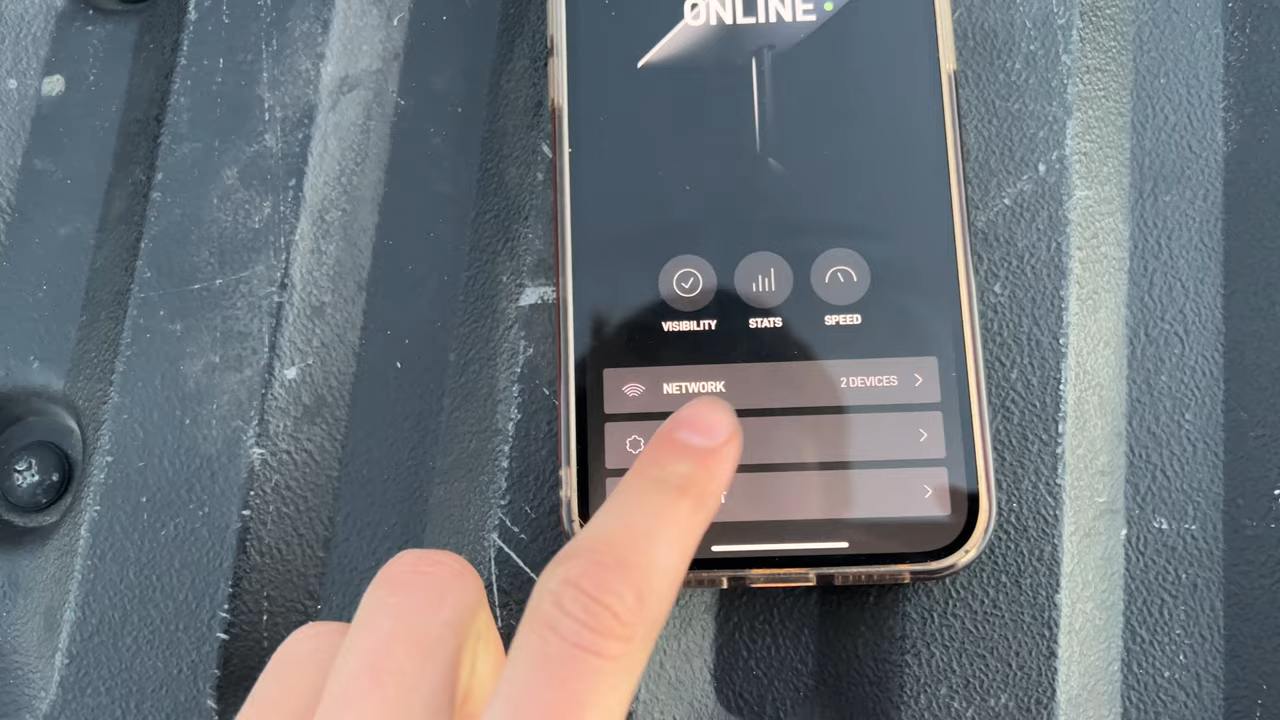 ONLINE
VISIBILITY
STATS
SPEED
NETWORK
2 DEVICES